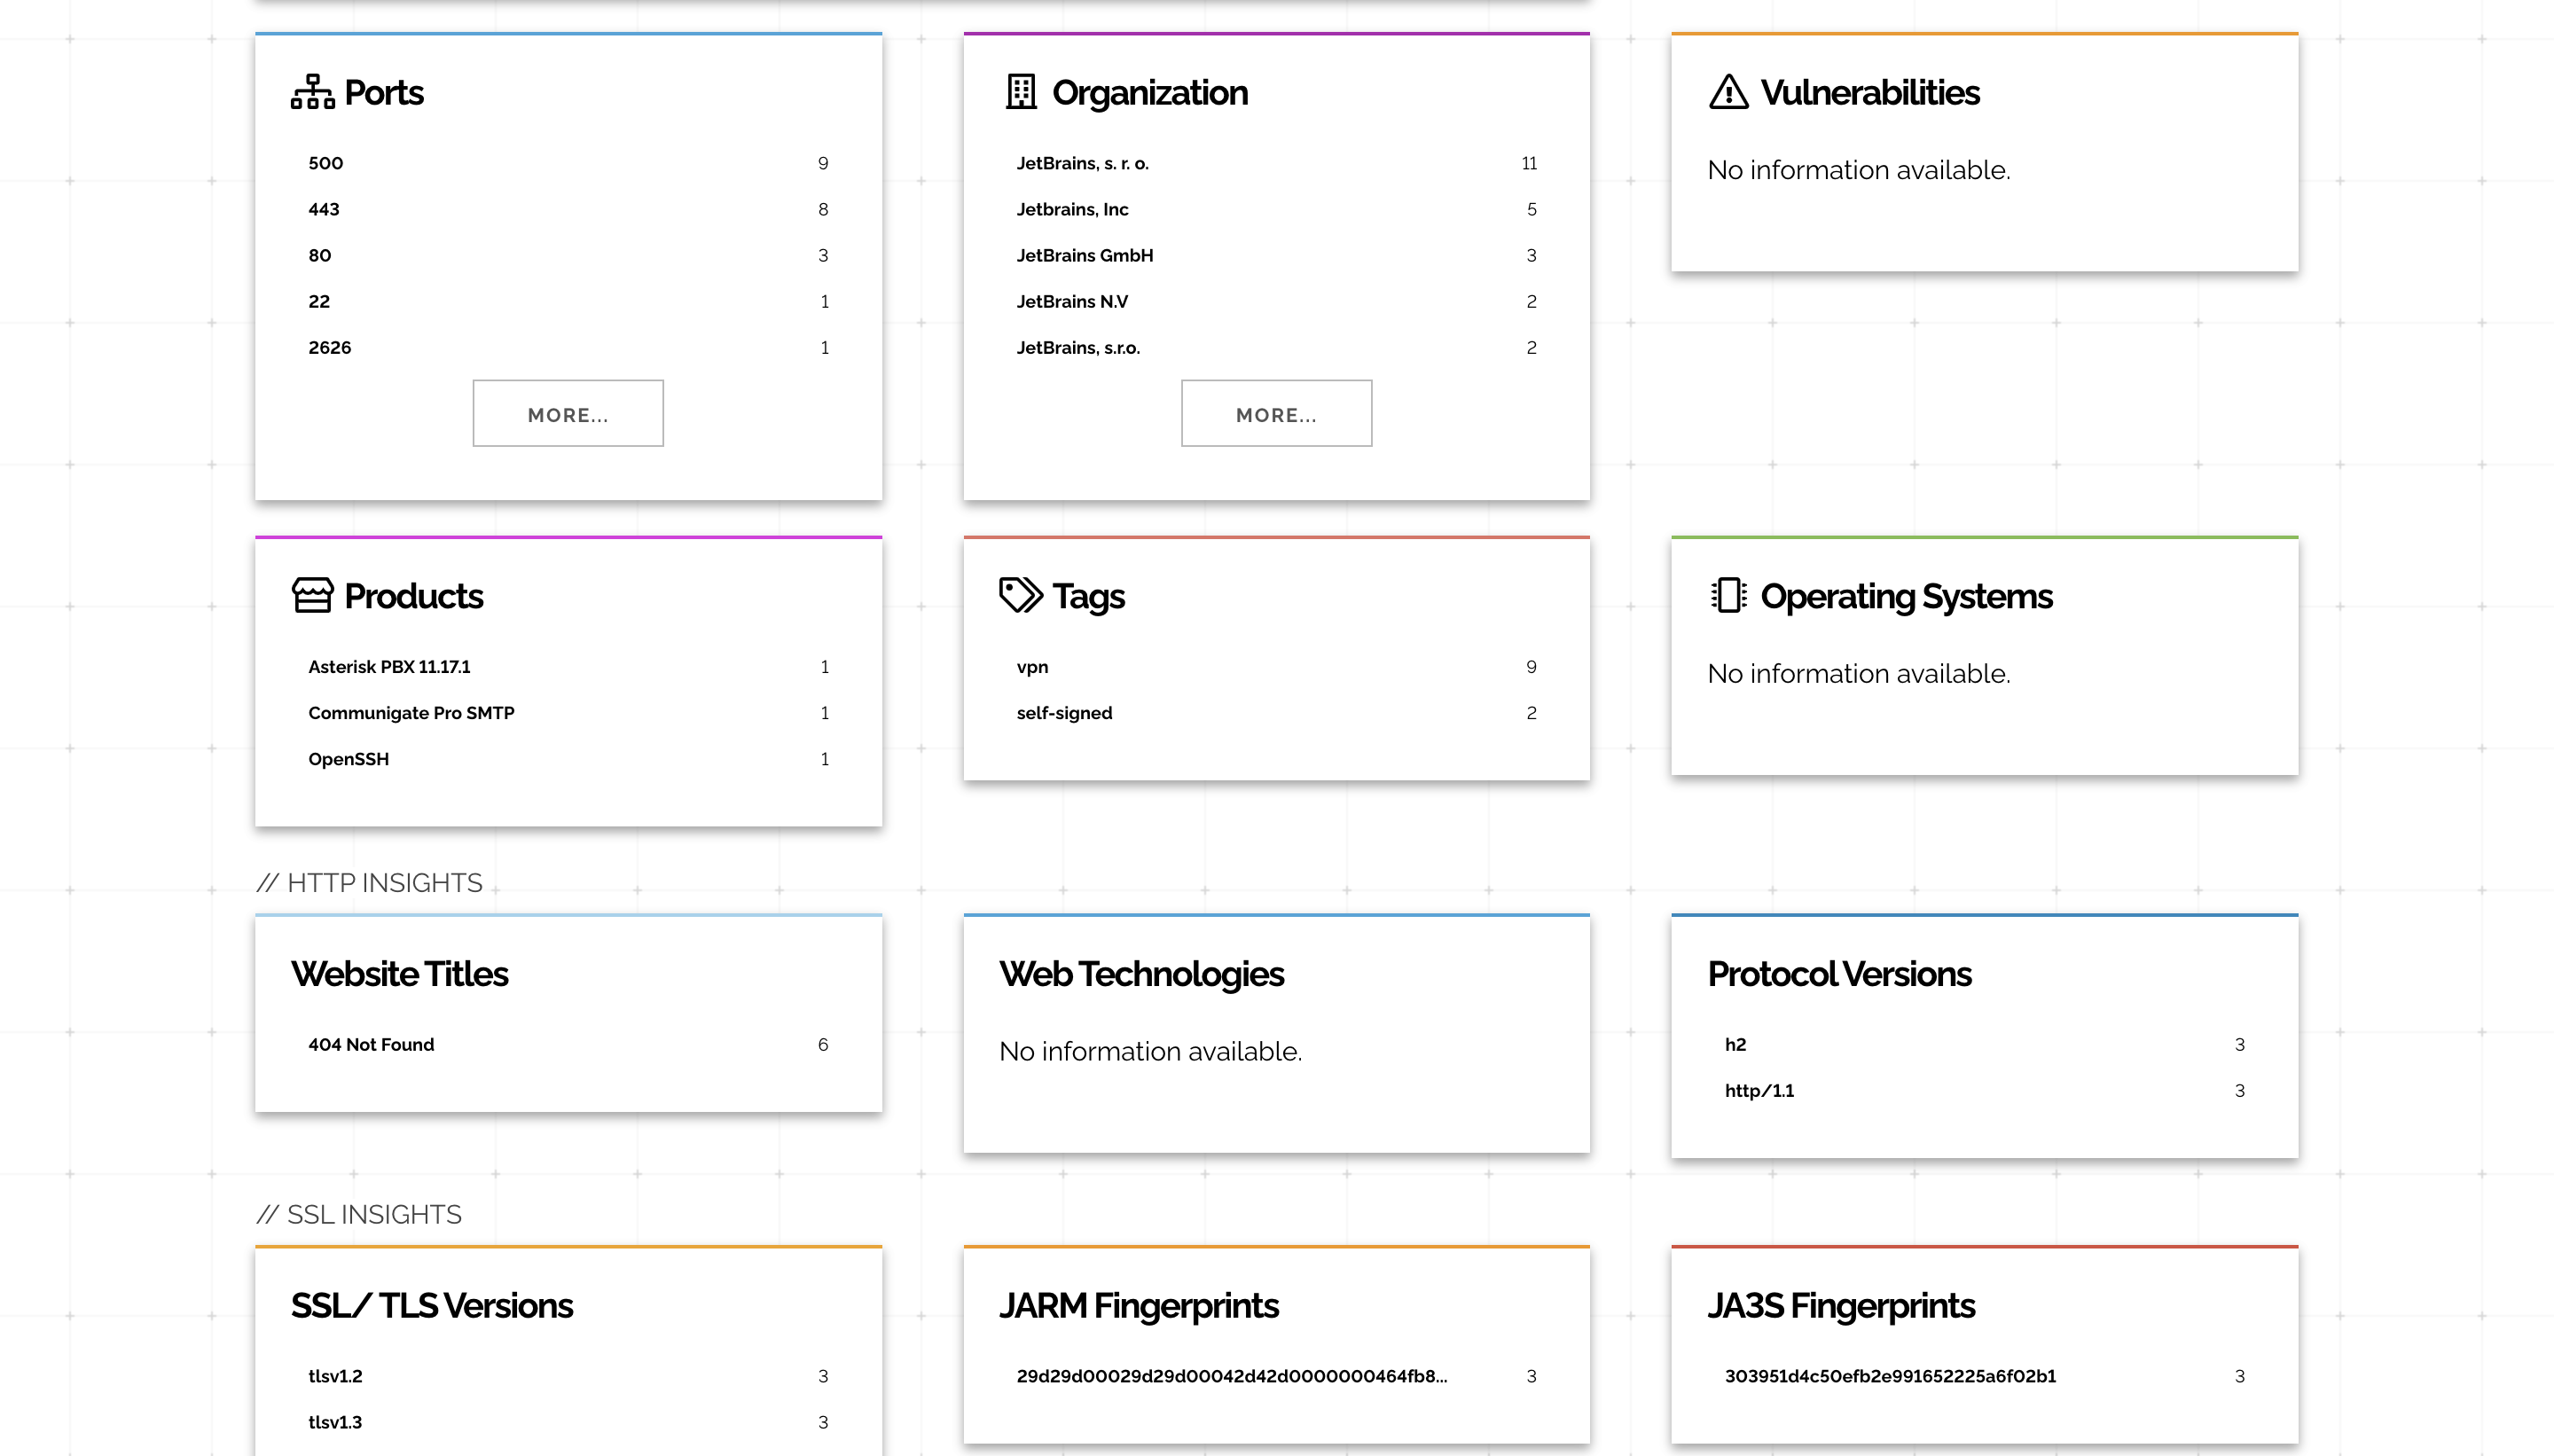 Ports
500 9
443 8
80 3
22 1
2626 1
MORE...
Organization
JetBrains, s. r. o. 11
Jetbrains, Inc 5
JetBrains GmbH 3
JetBrains N.V 2
JetBrains, s.r.o. 2
MORE...
Vulnerabilities
No information available.
Products
Asterisk PBX 11.17.1 1
Communigate Pro SMTP 1
OpenSSH 1
Tags
vpn 9
self-signed 2
Operating Systems
No information available.
// HTTP INSIGHTS
Website Titles
404 Not Found 6
Web Technologies
No information available.
Protocol Versions
h2 3
http/1.1 3
// SSL INSIGHTS
SSL/ TLS Versions
tlsv1.2 3
tlsv1.3 3
JARM Fingerprints
29d29d00029d29d00042d42d0000000464fb8... 3
JA3S Fingerprints
303951d4c50efb2e991652225a6f02b1 3